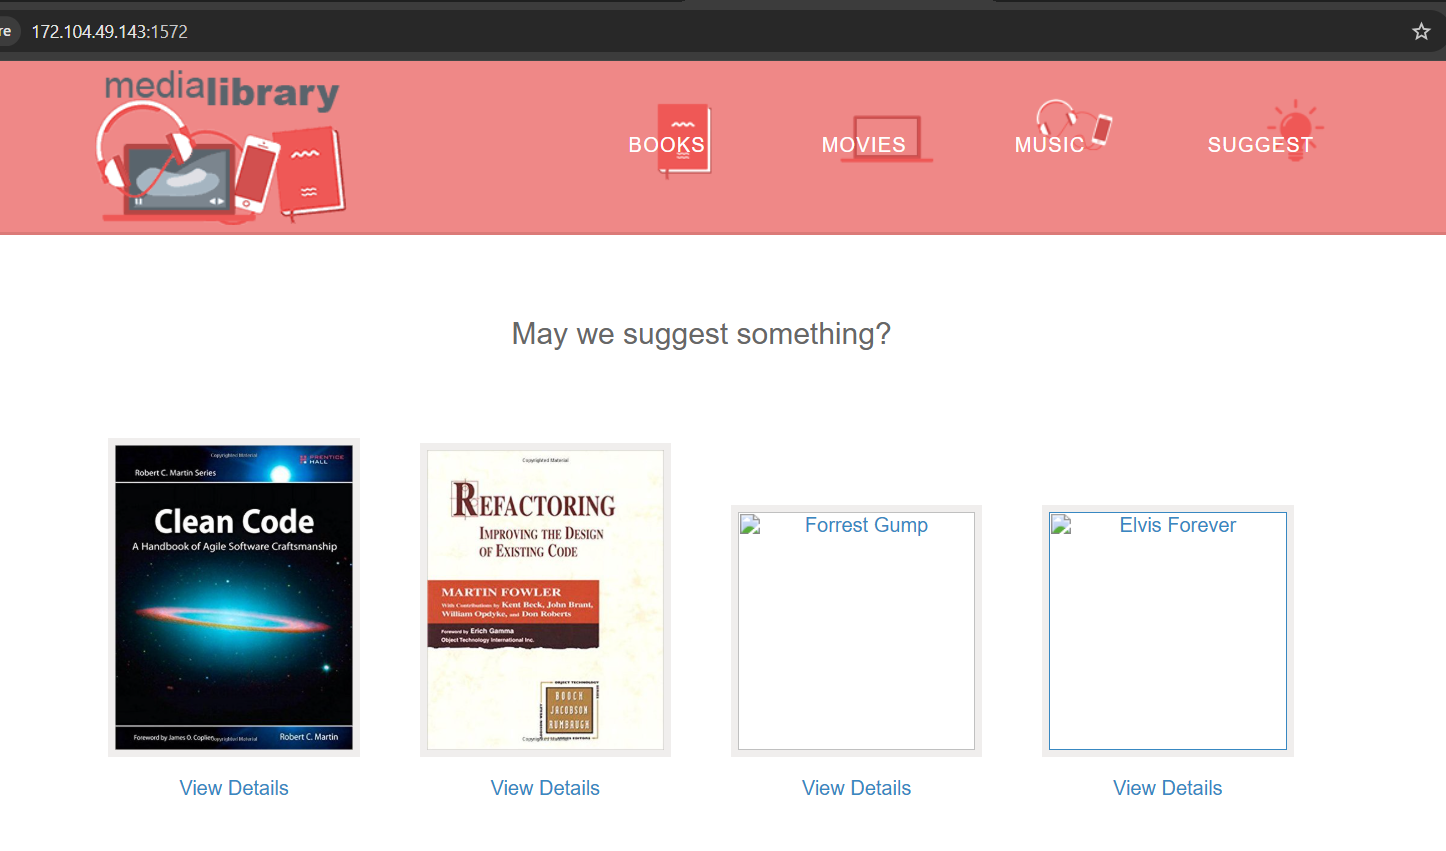 re
172.104.49.143:1572
medialibrary
BOOKS
MOVIES
MUSIC
SUGGEST
May we suggest something?
Copyrighted Material
Robert C. Martin Series
PRENTICE
HALL
Clean Code
A Handbook of Agile Software Craftsmanship
Foreword by James O. Coplien
Copyrighted Material
Robert C. Martin
Copyrighted Material
REFACTORING
IMPROVING THE DESIGN
OF EXISTING CODE
MARTIN FOWLER
With Contributions by Kent Beck, John Brant,
William Opdyke, and Don Roberts
Foreword by Erich Gamma
Object Technology International Inc.
OBJECT TECHNOLOGY
BOOCH
JACOBSON
RUMBAUGH
Copyrighted Material
Forrest Gump
Elvis Forever
View Details
View Details
View Details
View Details